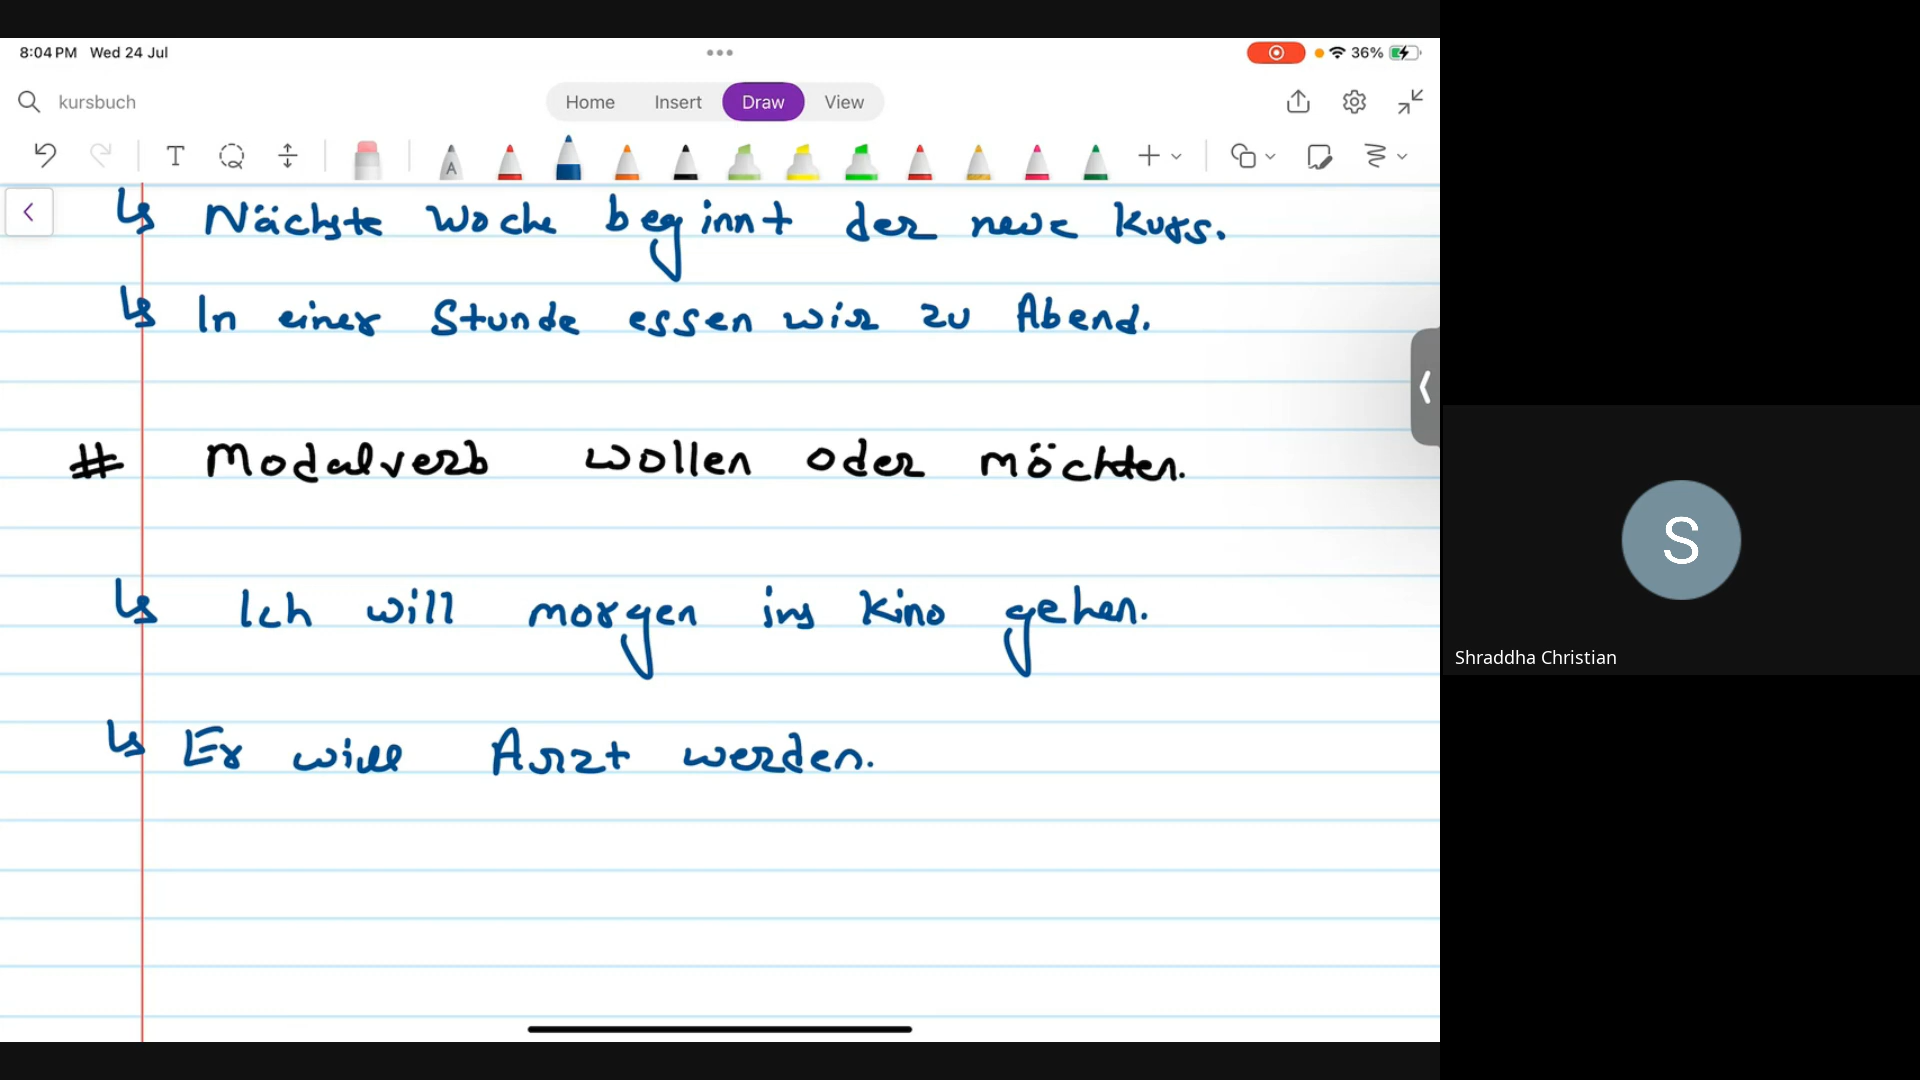 8:04 PM Wed 24 Jul
36%
kursbuch
Home Insert Draw View
T
A
↳ Nächste Woche beginnt der neue Kurs.
↳ In einer Stunde essen wir zu Abend.
# Modalverb wollen oder möchten.
↳ Ich will morgen ins Kino gehen.
↳ Er will Arzt werden.
S
Shraddha Christian